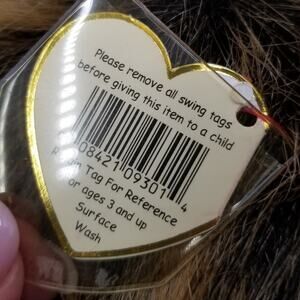 Please remove all swing tags
before giving this item to a child
08421 09301 4
Tag For Reference
or ages 3 and up
Surface
Wash